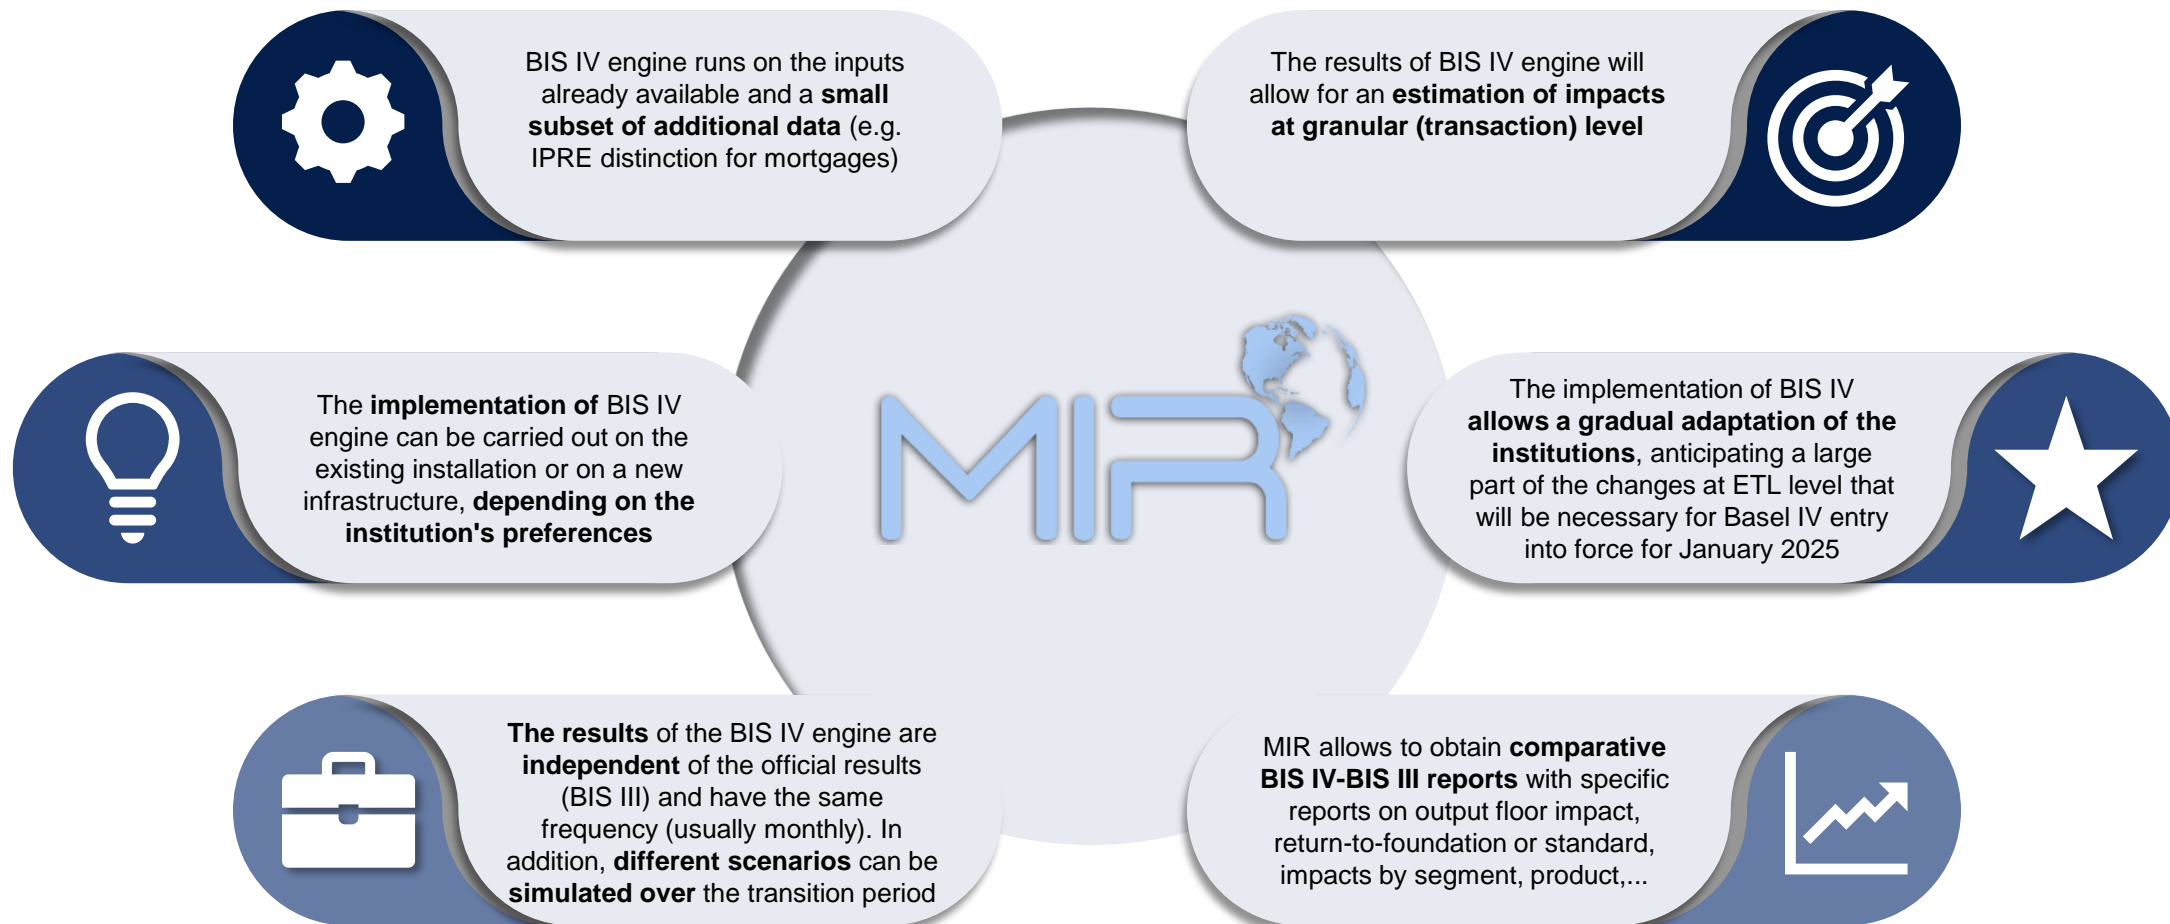 BIS IV engine runs on the inputs
already available and a small
subset of additional data (e.g.
IPRE distinction for mortgages)
The results of BIS IV engine will
allow for an estimation of impacts
at granular (transaction) level
The implementation of BIS IV
engine can be carried out on the
existing installation or on a new
infrastructure, depending on the
institution's preferences
MIR
The implementation of BIS IV
allows a gradual adaptation of the
institutions, anticipating a large
part of the changes at ETL level that
will be necessary for Basel IV entry
into force for January 2025
The results of the BIS IV engine are
independent of the official results
(BIS III) and have the same
frequency (usually monthly). In
addition, different scenarios can be
simulated over the transition period
MIR allows to obtain comparative
BIS IV-BIS III reports with specific
reports on output floor impact,
return-to-foundation or standard,
impacts by segment, product,...